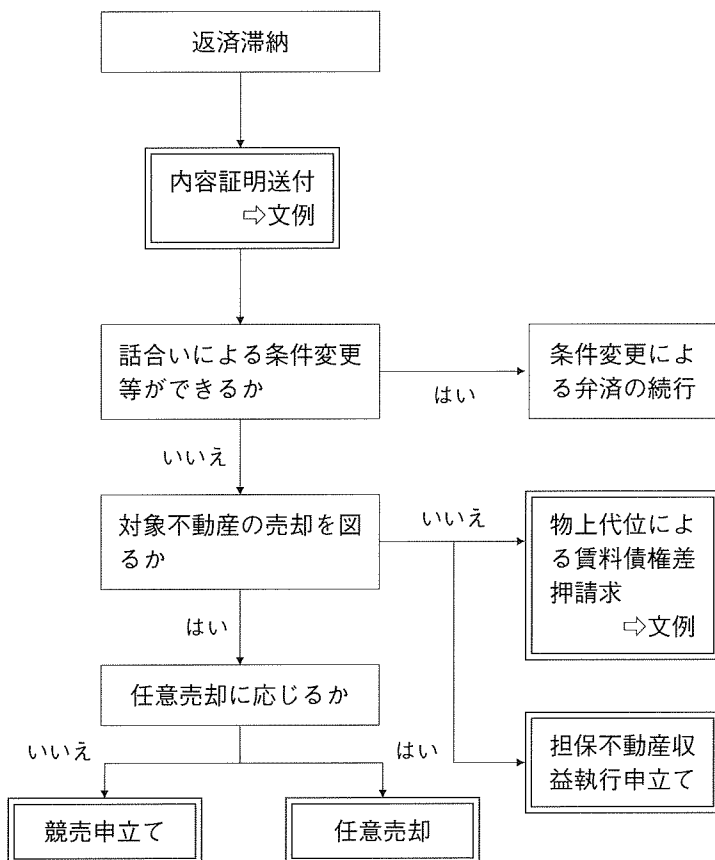 返済滞納
内容証明送付
⇨文例
話合いによる条件変更
等ができるか
はい
条件変更によ
る弁済の続行
いいえ
対象不動産の売却を図
るか
いいえ
物上代位によ
る賃料債権差
押請求
⇨文例
はい
任意売却に応じるか
担保不動産収
益執行申立て
いいえ
はい
競売申立て
任意売却